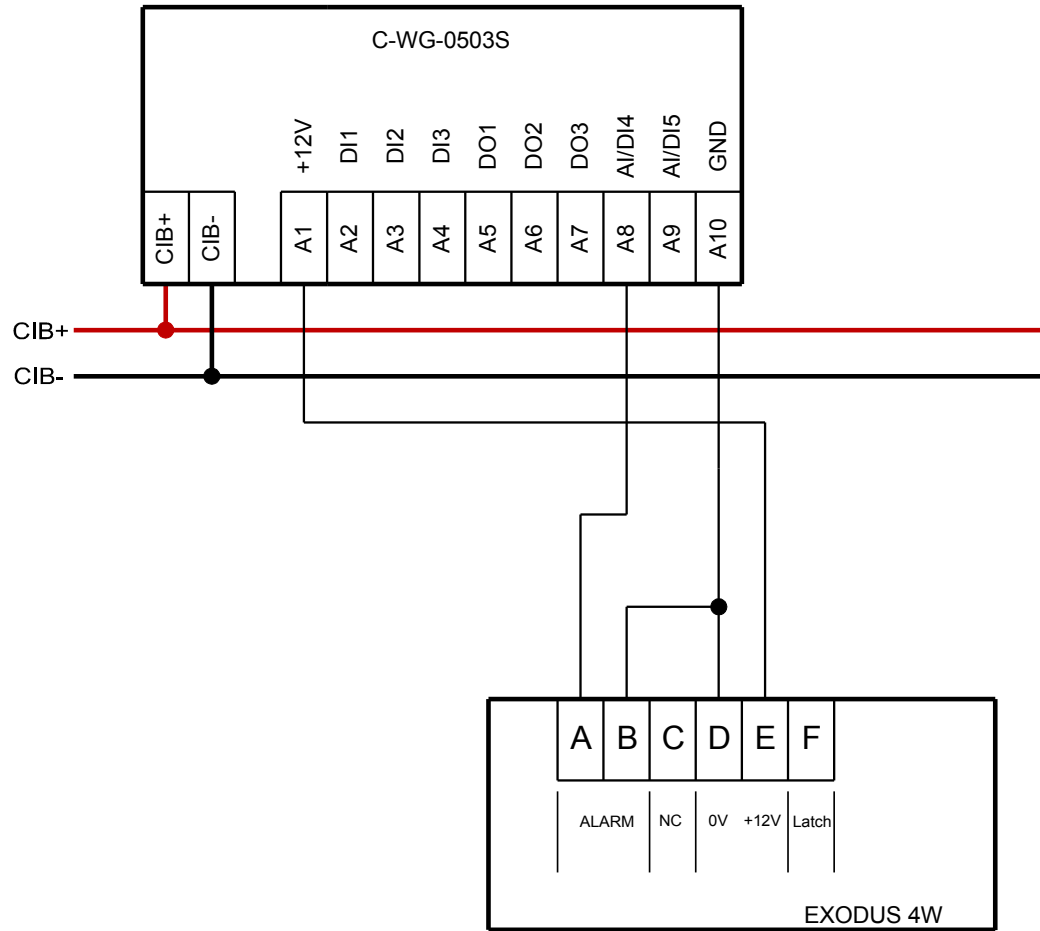 C-WG-0503S
+12V DI1 DI2 DI3 DO1 DO2 DO3 AI/DI4 AI/DI5 GND
CIB+ CIB- A1 A2 A3 A4 A5 A6 A7 A8 A9 A10
CIB+
CIB-
A B C D E F
ALARM NC 0V +12V Latch
EXODUS 4W